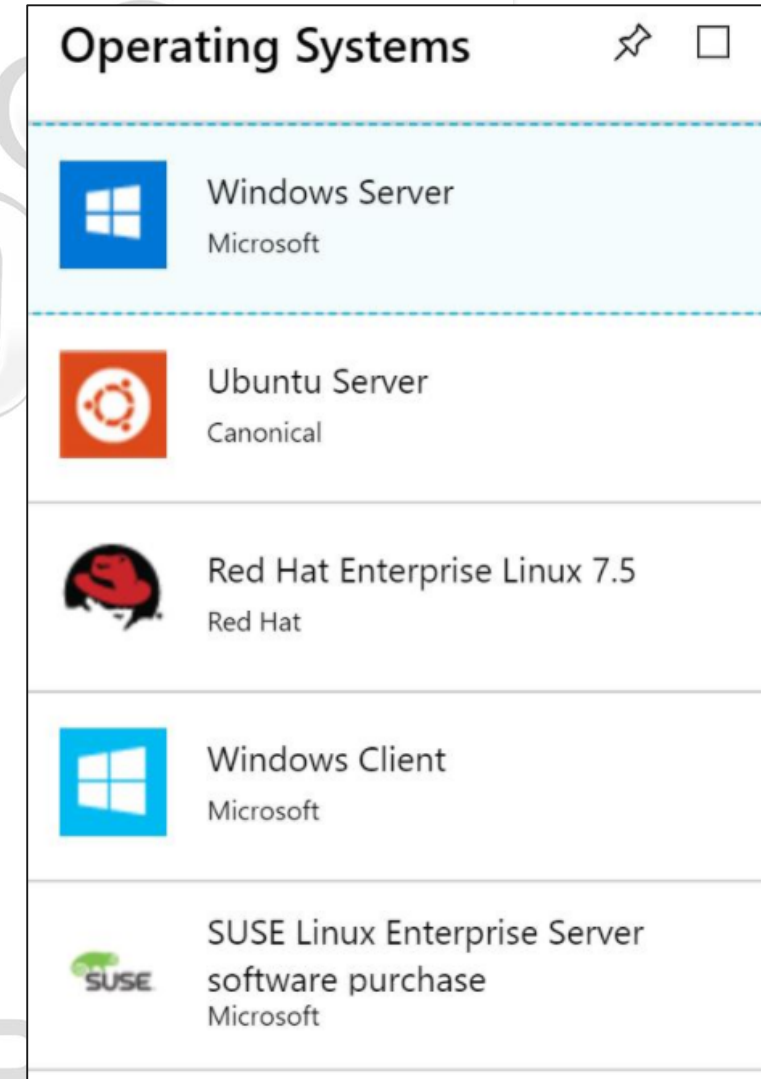 Operating Systems
Windows Server
Microsoft
Ubuntu Server
Canonical
Red Hat Enterprise Linux 7.5
Red Hat
Windows Client
Microsoft
SUSE Linux Enterprise Server
software purchase
SUSE
Microsoft